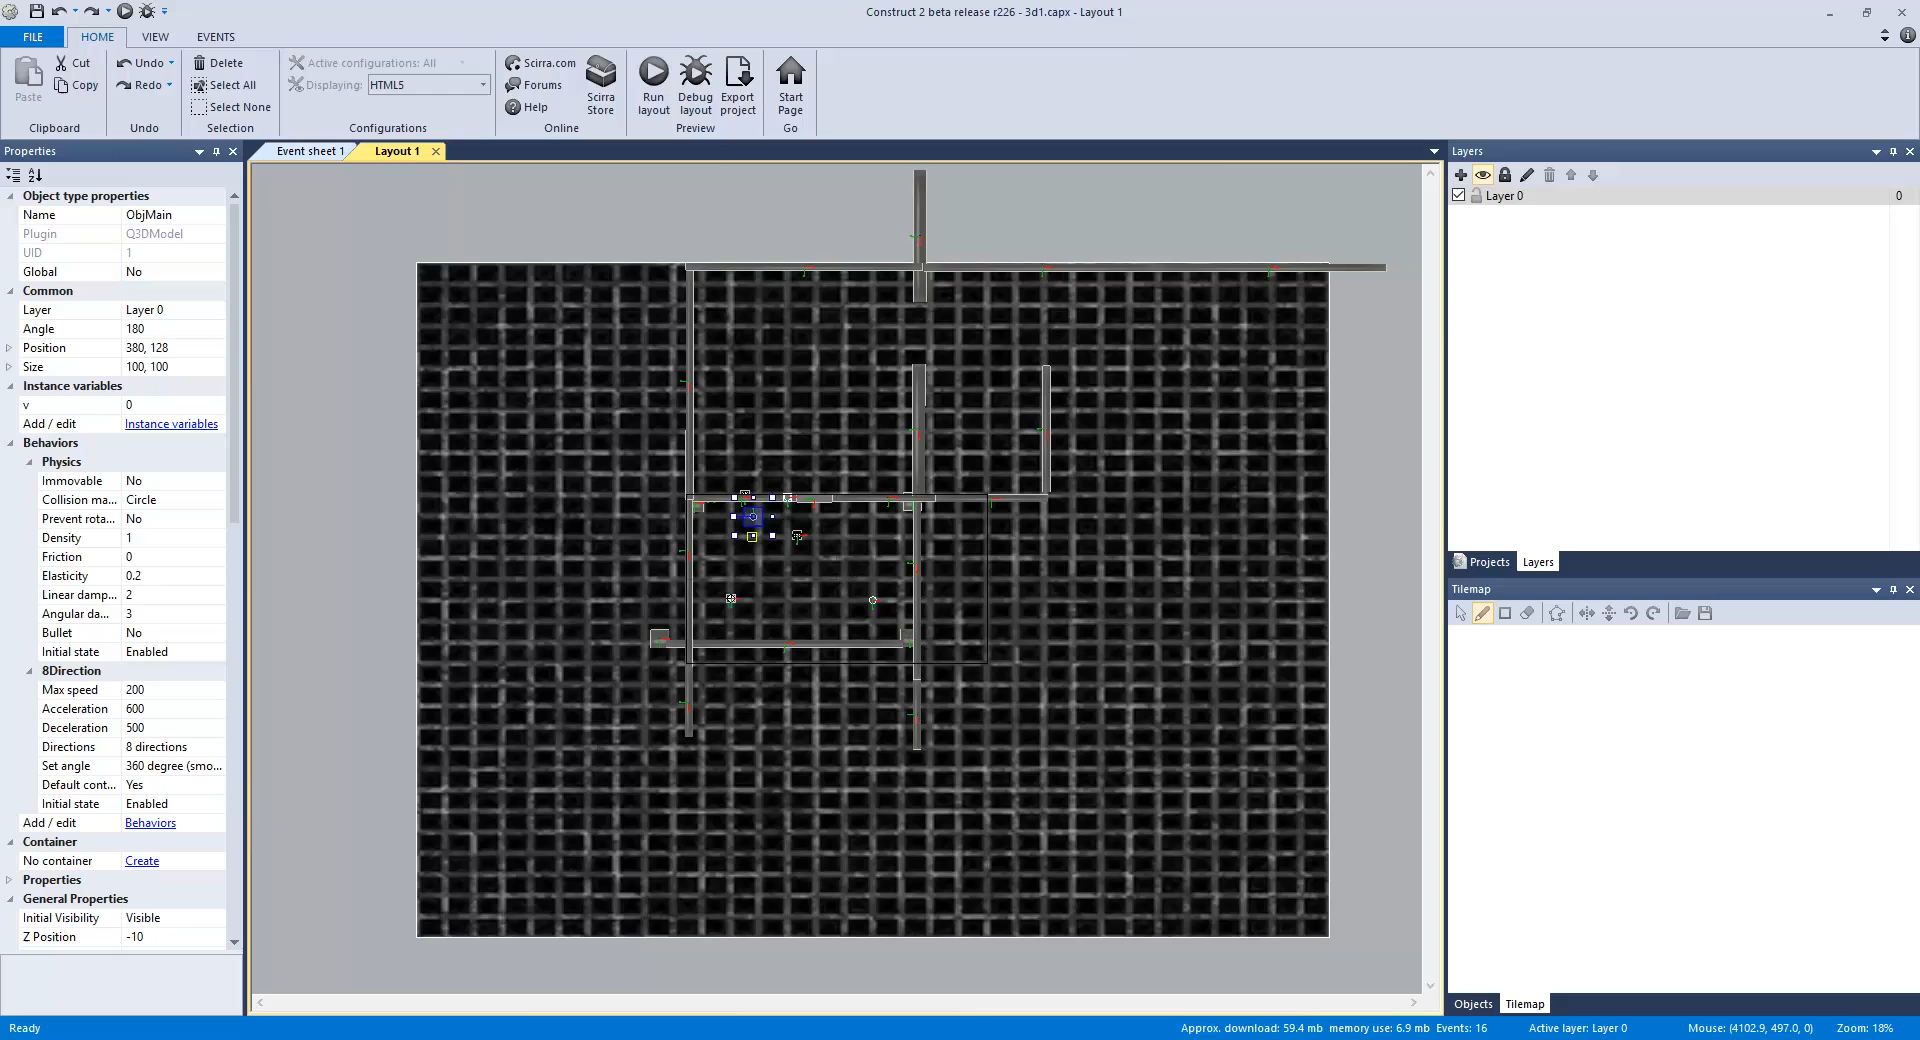 Construct 2 beta release r226 - 3d1.capx - Layout 1
FILE HOME VIEW EVENTS
Paste Cut Copy Clipboard
Undo Redo Undo
Delete Select All Select None Selection
Active configurations: All
Displaying: HTML5
Configurations
Scirra.com Forums Help Scirra Store Online
Run layout Debug layout Export project Preview
Start Page Go
Properties
Event sheet 1 Layout 1
Layers
Object type properties
Name ObjMain
Plugin Q3DModel
UID 1
Global No
Common
Layer Layer 0
Angle 180
Position 380, 128
Size 100, 100
Instance variables
v 0
Add / edit Instance variables
Behaviors
Physics
Immovable No
Collision ma... Circle
Prevent rota... No
Density 1
Friction 0
Elasticity 0.2
Linear damp... 2
Angular da... 3
Bullet No
Initial state Enabled
8Direction
Max speed 200
Acceleration 600
Deceleration 500
Directions 8 directions
Set angle 360 degree (smo...
Default cont... Yes
Initial state Enabled
Add / edit Behaviors
Container
No container Create
Properties
General Properties
Initial Visibility Visible
Z Position -10
Layer 0 0
Projects Layers
Tilemap
Objects Tilemap
Ready Approx. download: 59.4 mb memory use: 6.9 mb Events: 16 Active layer: Layer 0 Mouse: (4102.9, 497.0, 0) Zoom: 18%